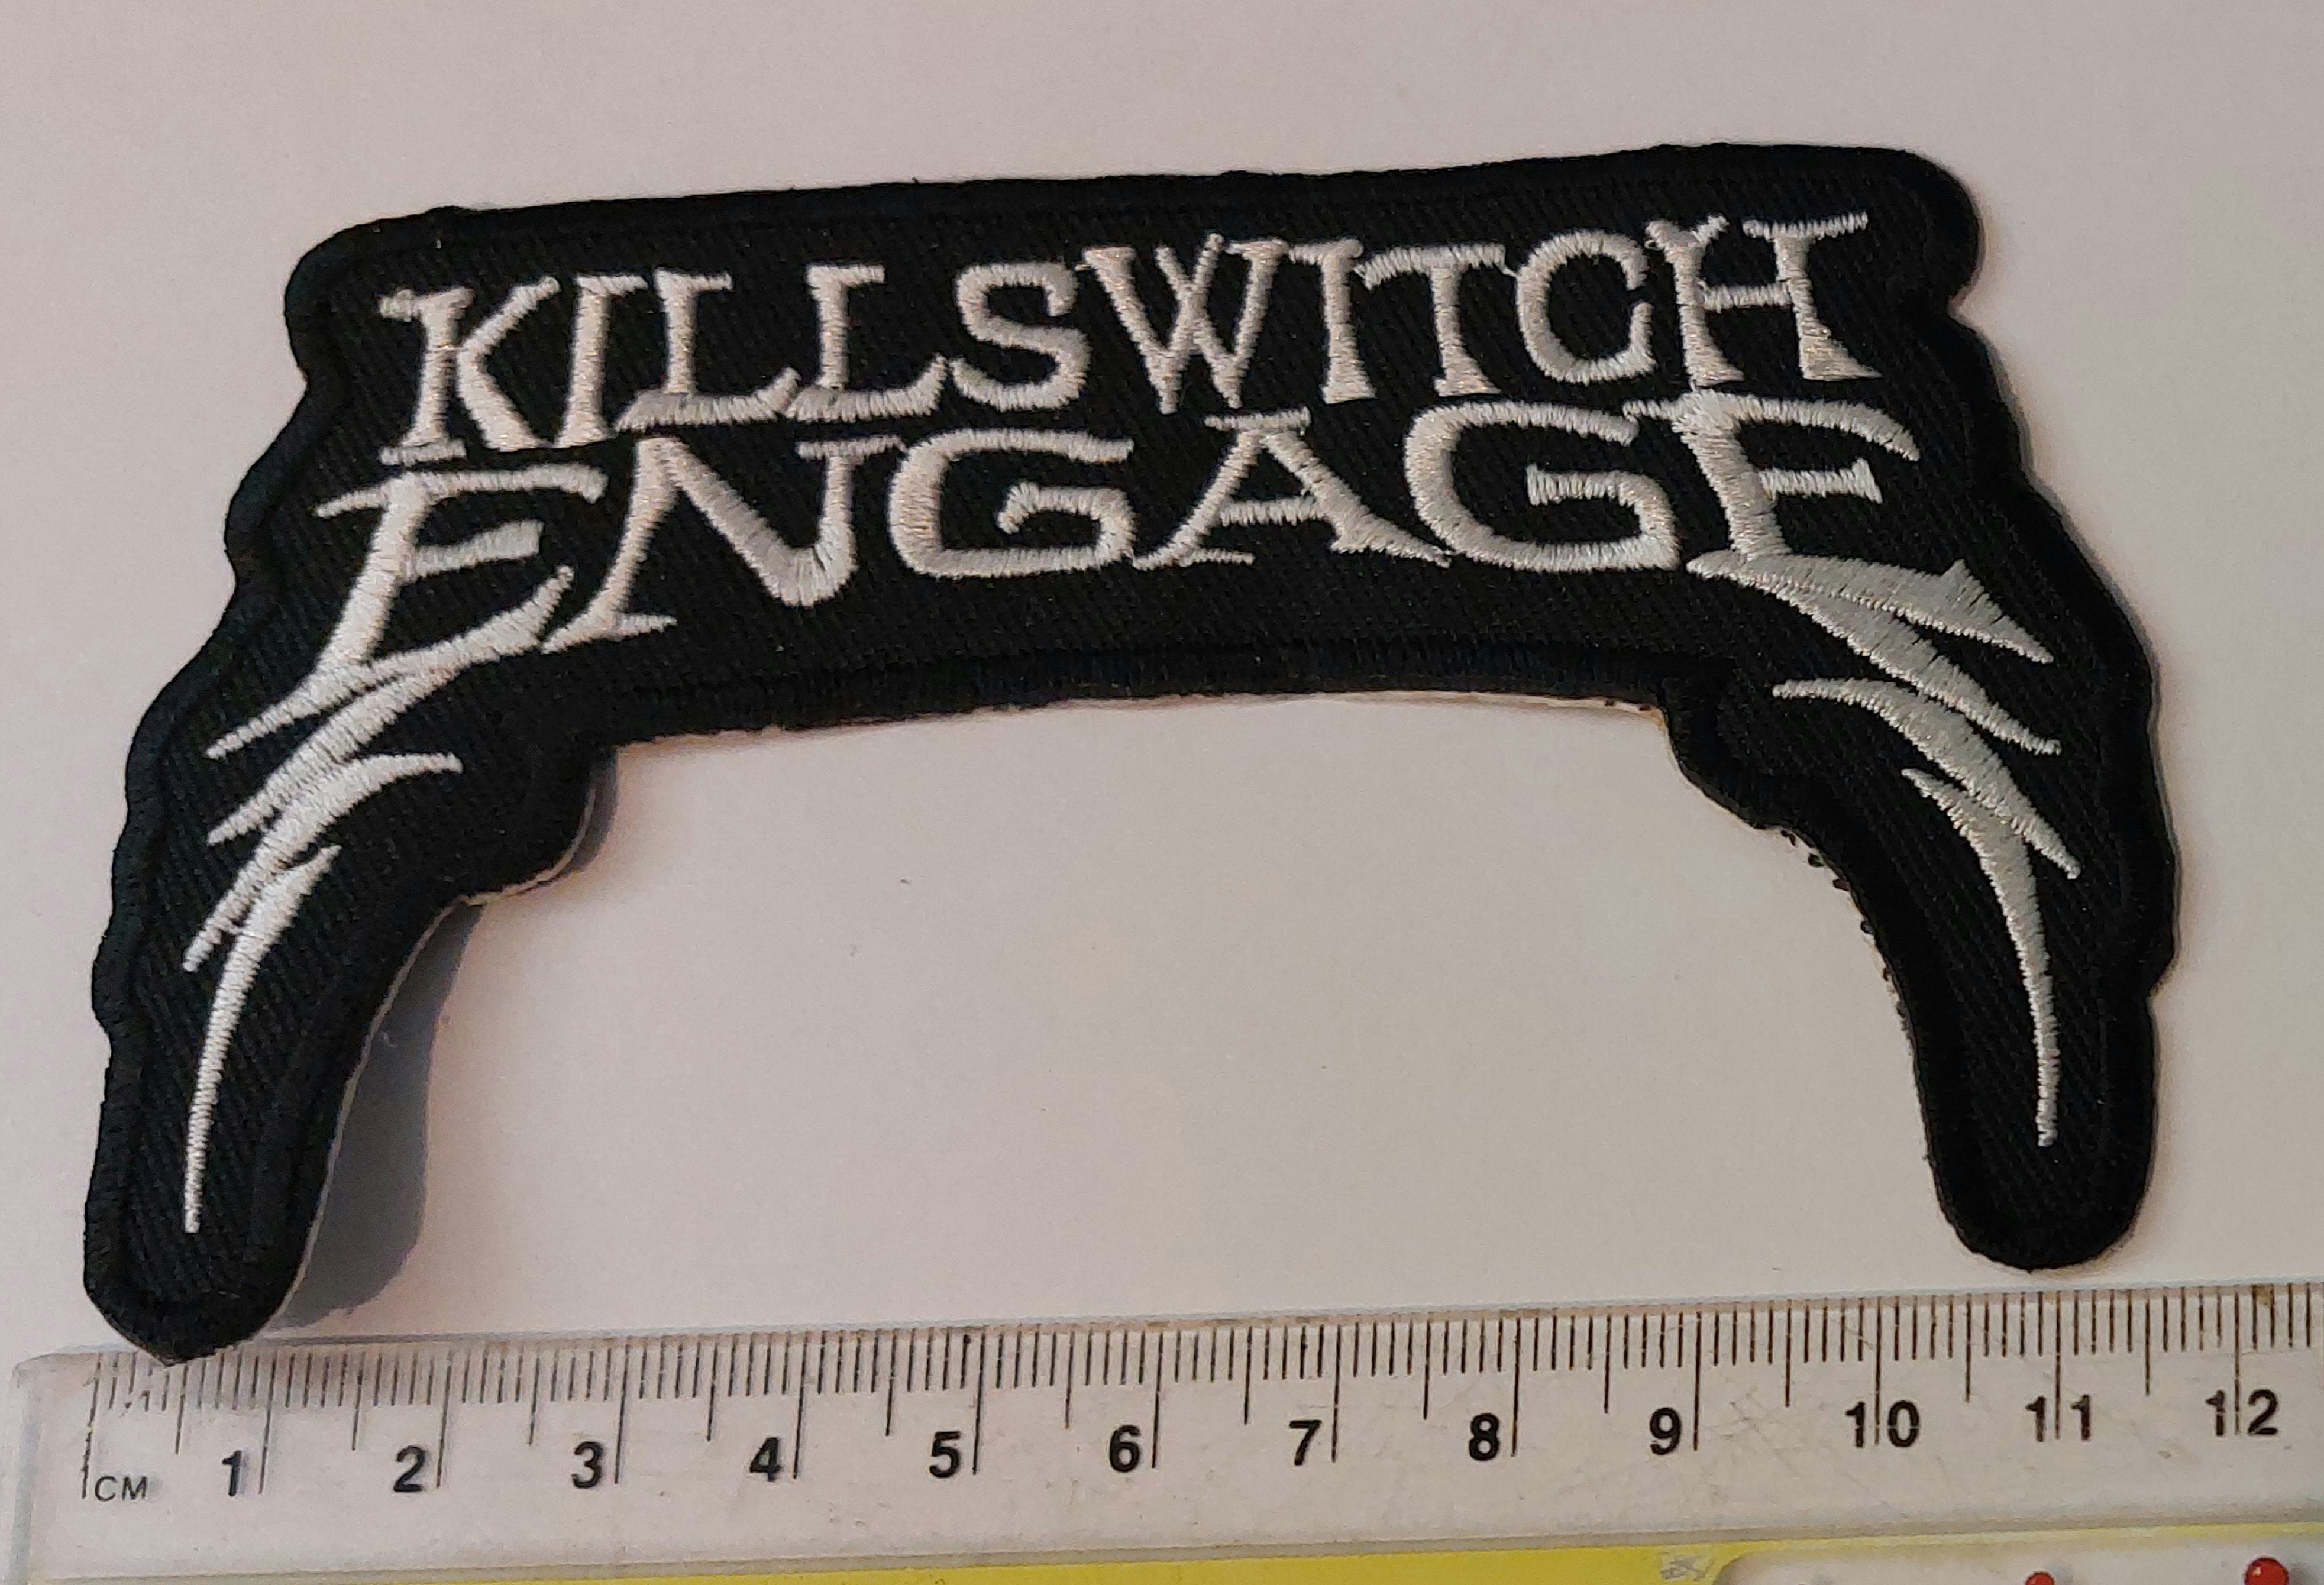 KILLSWITCH
ENGAGE
1 2 3 4 5 6 7 8 9 10 11 12
CM